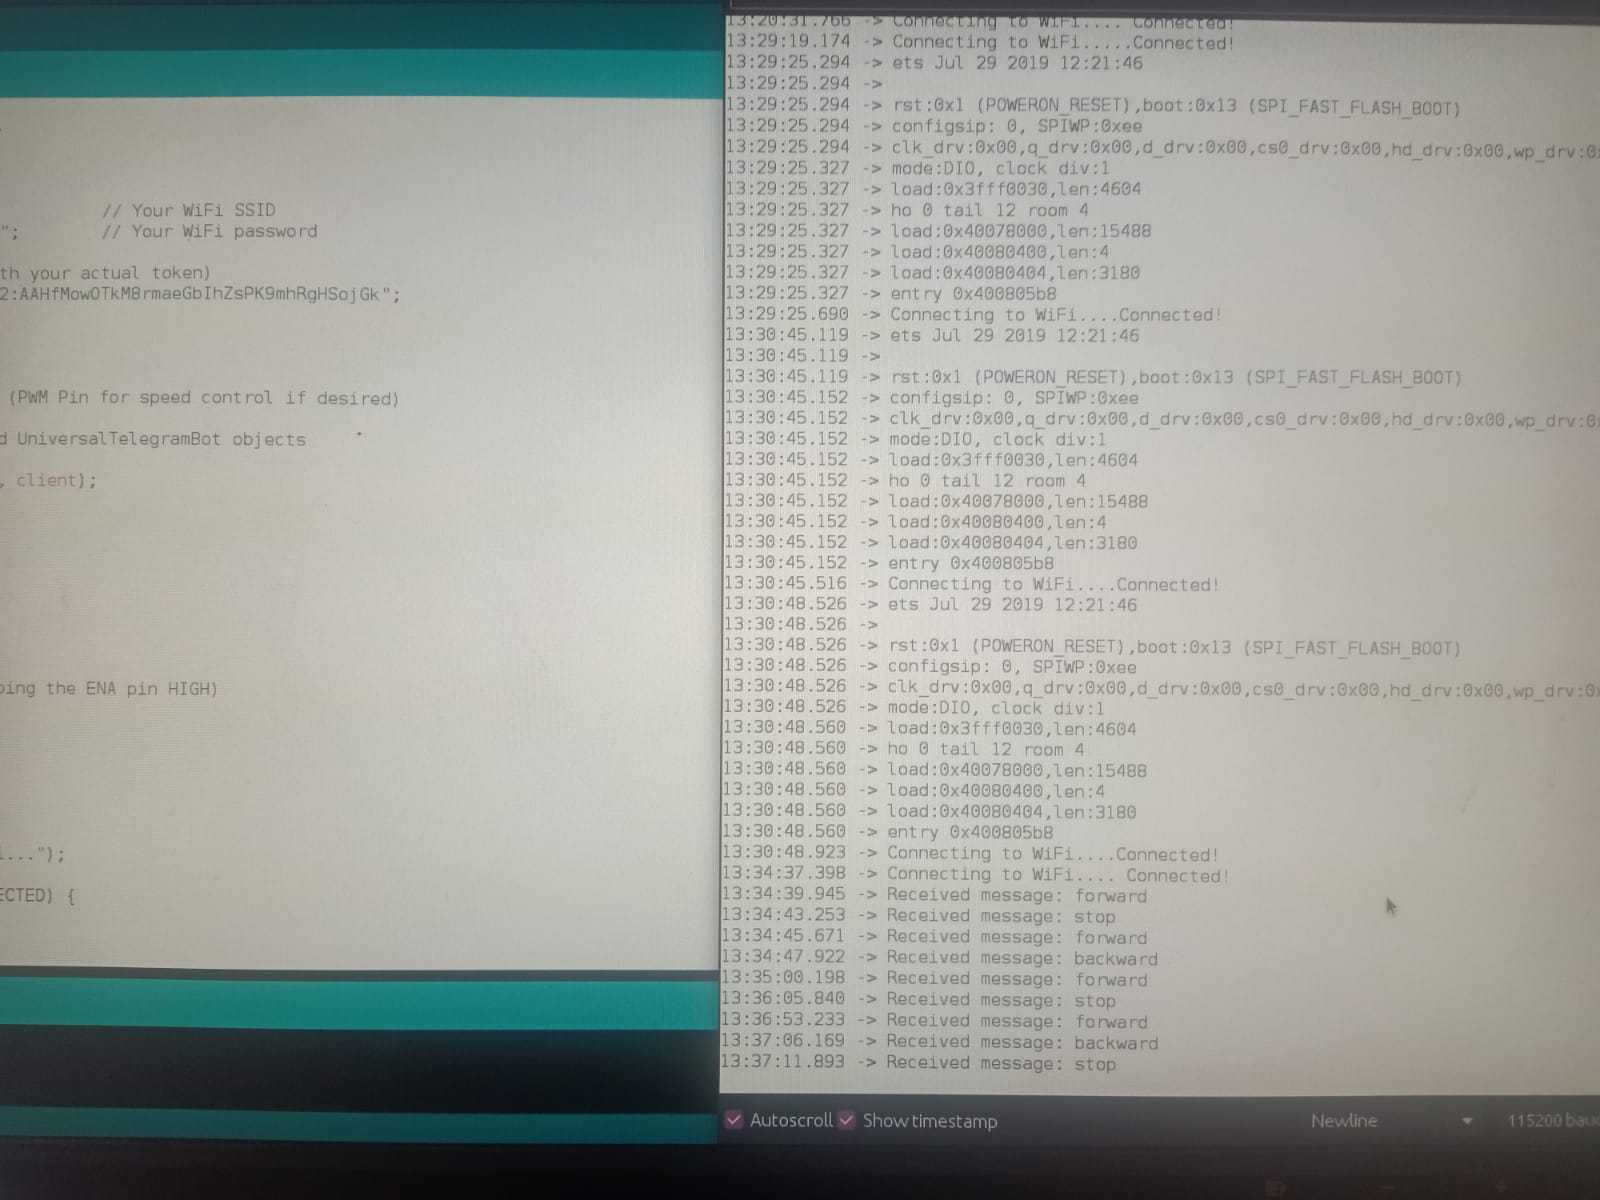 // Your WiFi SSID
"; // Your WiFi password
th your actual token)
2:AAHfMowOTkM8rmaeGbIhZsPK9mhRgHSojGk";
(PWM Pin for speed control if desired)
d UniversalTelegramBot objects
, client);
ping the ENA pin HIGH)
...");
ECTED) {
13:20:31.766 -> Connecting to WiFi.... Connected!
13:29:19.174 -> Connecting to WiFi.....Connected!
13:29:25.294 -> ets Jul 29 2019 12:21:46
13:29:25.294 ->
13:29:25.294 -> rst:0x1 (POWERON_RESET),boot:0x13 (SPI_FAST_FLASH_BOOT)
13:29:25.294 -> configsip: 0, SPIWP:0xee
13:29:25.294 -> clk_drv:0x00,q_drv:0x00,d_drv:0x00,cs0_drv:0x00,hd_drv:0x00,wp_drv:0
13:29:25.327 -> mode:DIO, clock div:1
13:29:25.327 -> load:0x3fff0030,len:4604
13:29:25.327 -> ho 0 tail 12 room 4
13:29:25.327 -> load:0x40078000,len:15488
13:29:25.327 -> load:0x40080400,len:4
13:29:25.327 -> load:0x40080404,len:3180
13:29:25.327 -> entry 0x400805b8
13:29:25.690 -> Connecting to WiFi....Connected!
13:30:45.119 -> ets Jul 29 2019 12:21:46
13:30:45.119 ->
13:30:45.119 -> rst:0x1 (POWERON_RESET),boot:0x13 (SPI_FAST_FLASH_BOOT)
13:30:45.152 -> configsip: 0, SPIWP:0xee
13:30:45.152 -> clk_drv:0x00,q_drv:0x00,d_drv:0x00,cs0_drv:0x00,hd_drv:0x00,wp_drv:0
13:30:45.152 -> mode:DIO, clock div:1
13:30:45.152 -> load:0x3fff0030,len:4604
13:30:45.152 -> ho 0 tail 12 room 4
13:30:45.152 -> load:0x40078000,len:15488
13:30:45.152 -> load:0x40080400,len:4
13:30:45.152 -> load:0x40080404,len:3180
13:30:45.152 -> entry 0x400805b8
13:30:45.516 -> Connecting to WiFi....Connected!
13:30:48.526 -> ets Jul 29 2019 12:21:46
13:30:48.526 ->
13:30:48.526 -> rst:0x1 (POWERON_RESET),boot:0x13 (SPI_FAST_FLASH_BOOT)
13:30:48.526 -> configsip: 0, SPIWP:0xee
13:30:48.526 -> clk_drv:0x00,q_drv:0x00,d_drv:0x00,cs0_drv:0x00,hd_drv:0x00,wp_drv:0x
13:30:48.526 -> mode:DIO, clock div:1
13:30:48.560 -> load:0x3fff0030,len:4604
13:30:48.560 -> ho 0 tail 12 room 4
13:30:48.560 -> load:0x40078000,len:15488
13:30:48.560 -> load:0x40080400,len:4
13:30:48.560 -> load:0x40080404,len:3180
13:30:48.560 -> entry 0x400805b8
13:30:48.923 -> Connecting to WiFi....Connected!
13:34:37.398 -> Connecting to WiFi.... Connected!
13:34:39.945 -> Received message: forward
13:34:43.253 -> Received message: stop
13:34:45.671 -> Received message: forward
13:34:47.922 -> Received message: backward
13:35:00.198 -> Received message: forward
13:36:05.840 -> Received message: stop
13:36:53.233 -> Received message: forward
13:37:06.169 -> Received message: backward
13:37:11.893 -> Received message: stop
Autoscroll Show timestamp Newline 115200 bau